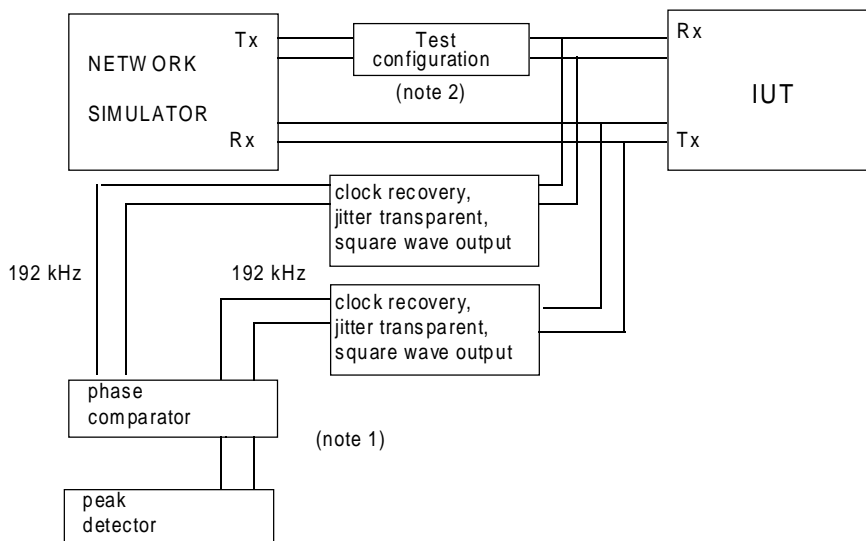 Tx
NETWORK
SIMULATOR
Rx
Test
configuration
(note 2)
Rx
IUT
Tx
clock recovery,
jitter transparent,
square wave output
192 kHz
192 kHz
clock recovery,
jitter transparent,
square wave output
phase
comparator
(note 1)
peak
detector